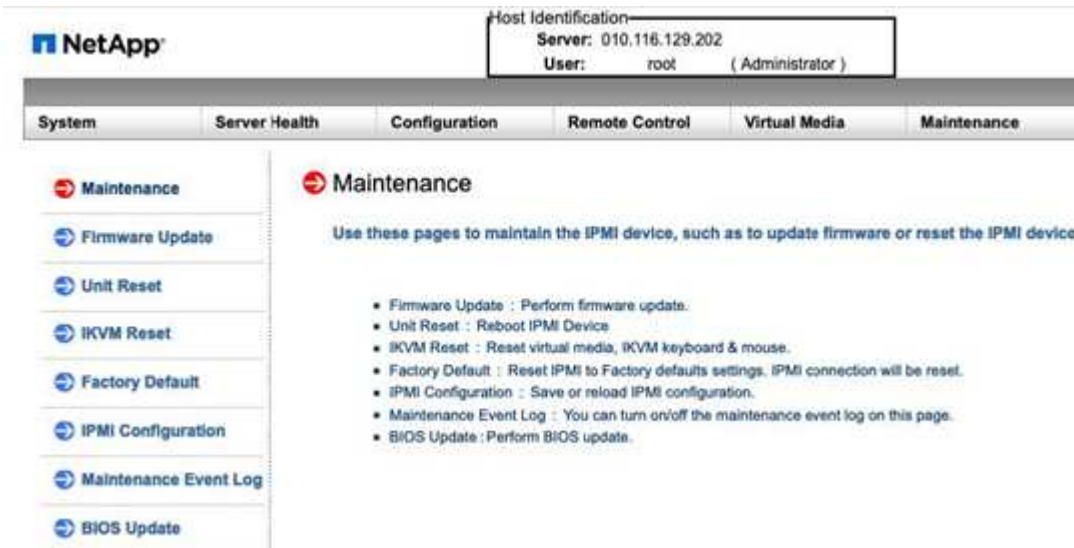 Host Identification
NetApp
Server: 010.116.129.202
User: root ( Administrator )
System Server Health Configuration Remote Control Virtual Media Maintenance
Maintenance
Firmware Update
Unit Reset
IKVM Reset
Factory Default
IPMI Configuration
Maintenance Event Log
BIOS Update
Maintenance
Use these pages to maintain the IPMI device, such as to update firmware or reset the IPMI device
Firmware Update : Perform firmware update.
Unit Reset : Reboot IPMI Device
IKVM Reset : Reset virtual media, IKVM keyboard & mouse.
Factory Default : Reset IPMI to Factory defaults settings. IPMI connection will be reset.
IPMI Configuration : Save or reload IPMI configuration.
Maintenance Event Log : You can turn on/off the maintenance event log on this page.
BIOS Update : Perform BIOS update.